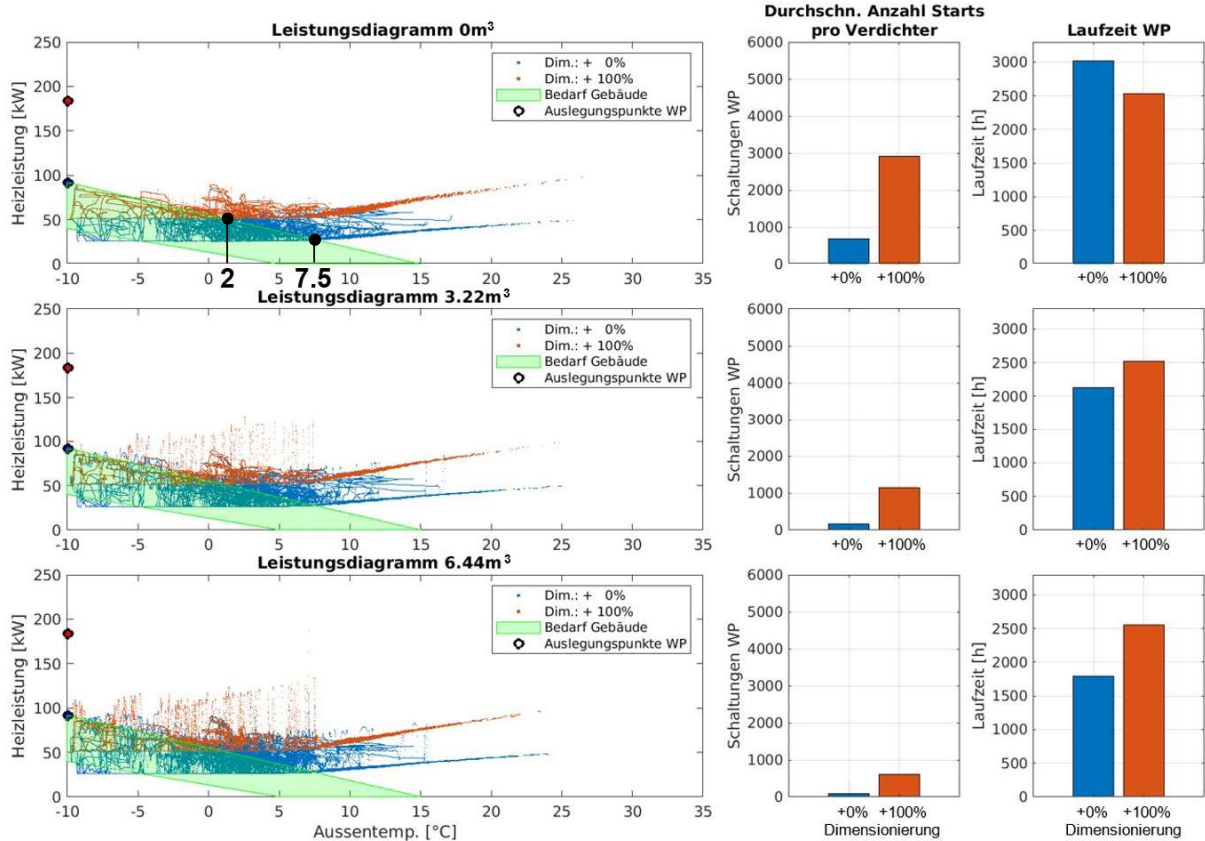 Leistungsdiagramm 0m³
Heizleistung [kW]
250
200
150
100
50
0
Dim.: + 0%
Dim.: + 100%
Bedarf Gebäude
Auslegungspunkte WP
2
7.5
-10 -5 0 5 10 15 20 25 30 35
Durchschn. Anzahl Starts
pro Verdichter
Schaltungen WP
6000
5000
4000
3000
2000
1000
0
+0% +100%
Laufzeit WP
Laufzeit [h]
3000
2500
2000
1500
1000
500
0
+0% +100%
Leistungsdiagramm 3.22m³
Heizleistung [kW]
250
200
150
100
50
0
Dim.: + 0%
Dim.: + 100%
Bedarf Gebäude
Auslegungspunkte WP
-10 -5 0 5 10 15 20 25 30 35
Schaltungen WP
6000
5000
4000
3000
2000
1000
0
+0% +100%
Laufzeit [h]
3000
2500
2000
1500
1000
500
0
+0% +100%
Leistungsdiagramm 6.44m³
Heizleistung [kW]
250
200
150
100
50
0
Dim.: + 0%
Dim.: + 100%
Bedarf Gebäude
Auslegungspunkte WP
-10 -5 0 5 10 15 20 25 30 35
Aussentemp. [°C]
Schaltungen WP
6000
5000
4000
3000
2000
1000
0
+0% +100%
Dimensionierung
Laufzeit [h]
3000
2500
2000
1500
1000
500
0
+0% +100%
Dimensionierung